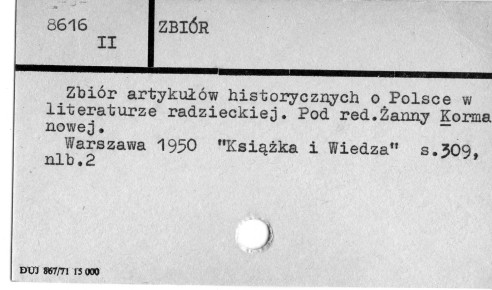 8616
II
ZBIÓR
Zbiór artykułów historycznych o Polsce w
literaturze radzieckiej. Pod red.Żanny Korma
nowej.
Warszawa 1950 "Książka i Wiedza" s.309,
nlb.2
DUJ 867/71 15 000